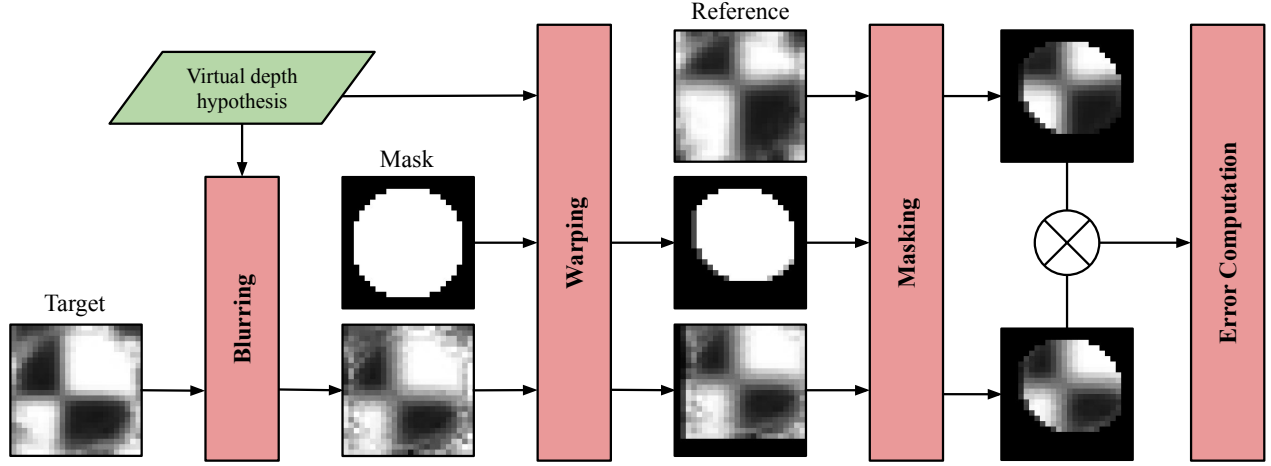 Reference
Virtual depth
hypothesis
Mask
Target
Blurring
Warping
Masking
Error Computation